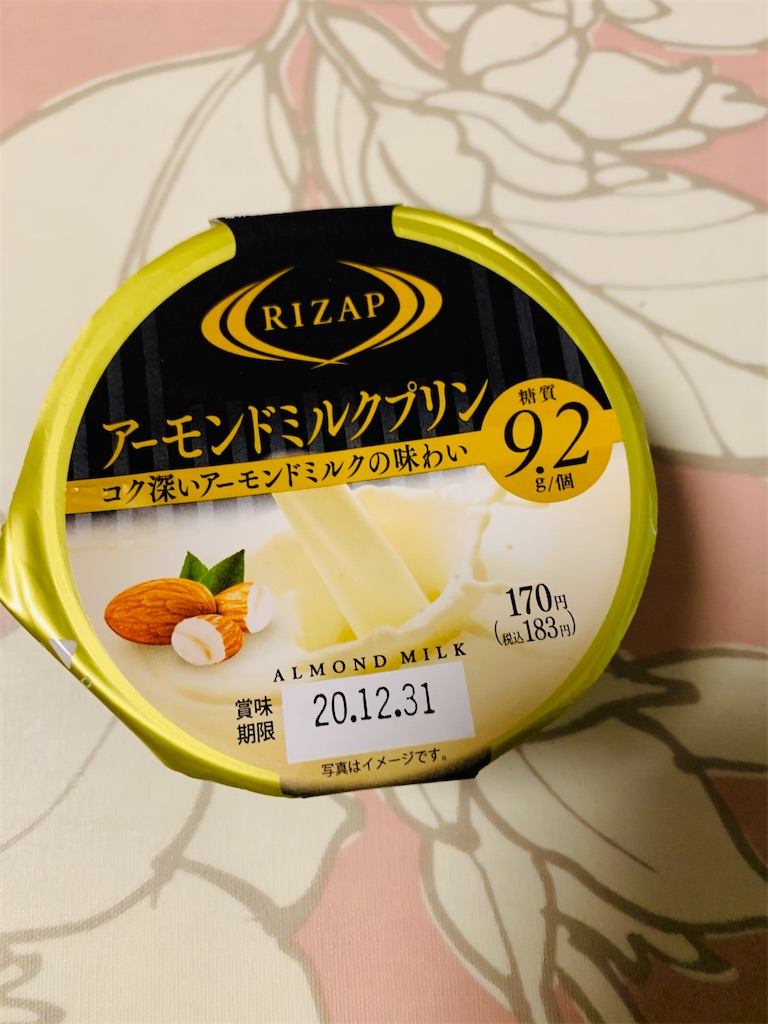 RIZAP
アーモンドミルクプリン
コク深いアーモンドミルクの味わい
糖質
9.2
g/個
170円
(税込183円)
ALMOND MILK
賞味
期限
20.12.31
写真はイメージです。